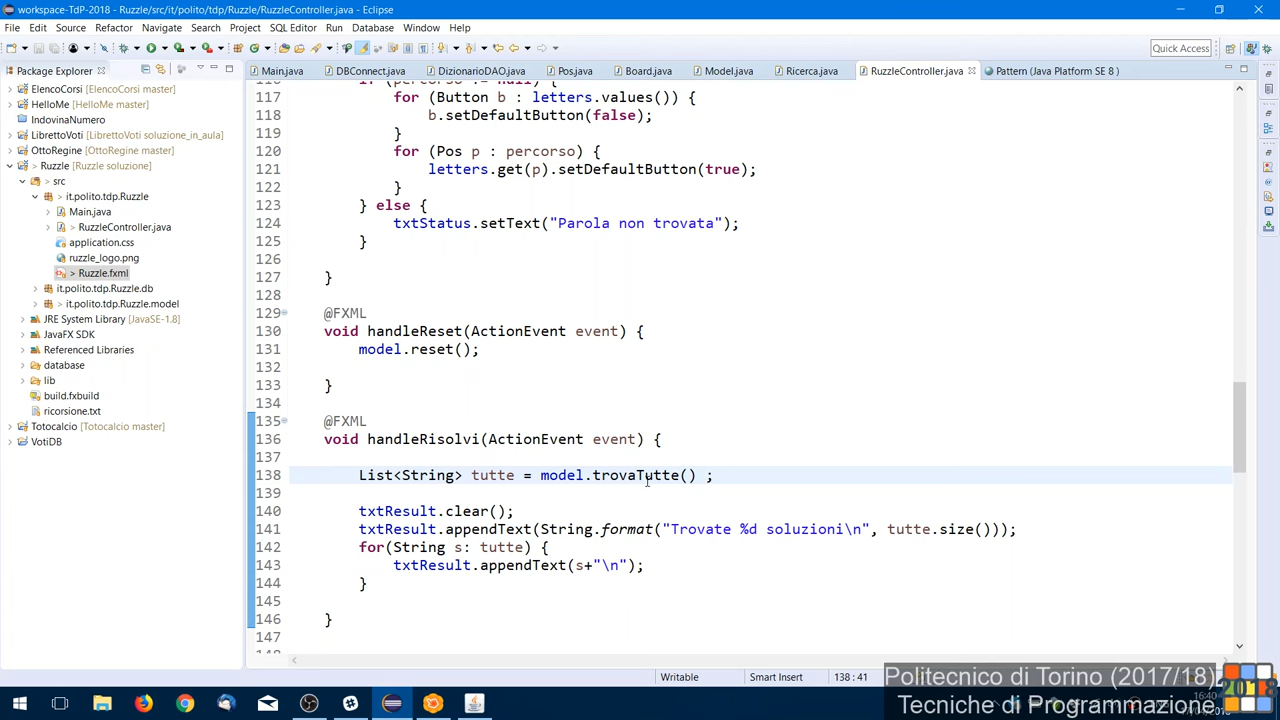 workspace-TdP-2018 - Ruzzle/src/it/polito/tdp/Ruzzle/RuzzleController.java - Eclipse
File Edit Source Refactor Navigate Search Project SQL Editor Run Database Window Help
Quick Access
Package Explorer
Main.java DBConnect.java DizionarioDAO.java Pos.java Board.java Model.java Ricerca.java RuzzleController.java Pattern (Java Platform SE 8 )
ElencoCorsi [ElencoCorsi master]
HelloMe [HelloMe master]
IndovinaNumero
LibrettoVoti [LibrettoVoti soluzione_in_aula]
OttoRegine [OttoRegine master]
> Ruzzle [Ruzzle soluzione]
> src
> it.polito.tdp.Ruzzle
Main.java
> RuzzleController.java
application.css
ruzzle_logo.png
> Ruzzle.fxml
it.polito.tdp.Ruzzle.db
> it.polito.tdp.Ruzzle.model
JRE System Library [JavaSE-1.8]
JavaFX SDK
Referenced Libraries
database
lib
build.fxbuild
ricorsione.txt
Totocalcio [Totocalcio master]
VotiDB
116 if (percorso != null) {
117 for (Button b : letters.values()) {
118 b.setDefaultButton(false);
119 }
120 for (Pos p : percorso) {
121 letters.get(p).setDefaultButton(true);
122 }
123 } else {
124 txtStatus.setText("Parola non trovata");
125 }
126
127 }
128
129 @FXML
130 void handleReset(ActionEvent event) {
131 model.reset();
132
133 }
134
135 @FXML
136 void handleRisolvi(ActionEvent event) {
137
138 List<String> tutte = model.trovaTutte() ;
139
140 txtResult.clear();
141 txtResult.appendText(String.format("Trovate %d soluzioni\n", tutte.size()));
142 for(String s: tutte) {
143 txtResult.appendText(s+"\n");
144 }
145
146 }
147
Writable Smart Insert 138 : 41
Politecnico di Torino (2017/18)
Tecniche di Programmazione
2018
16:40